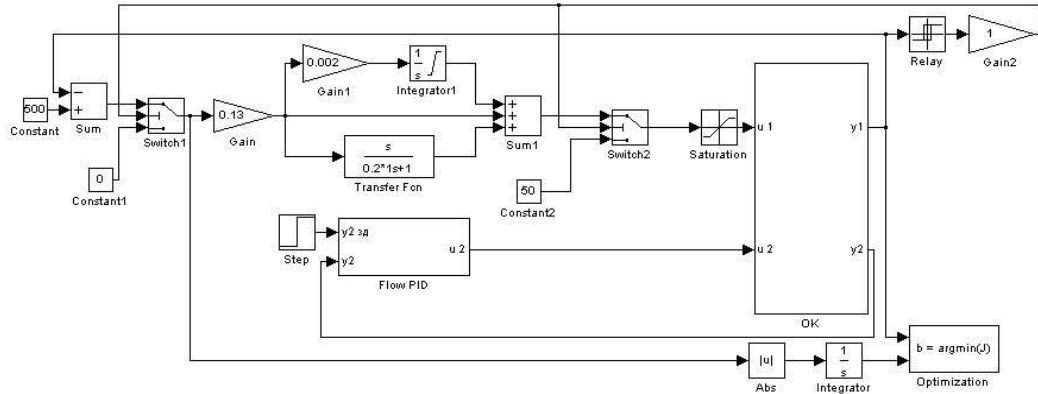 0.002
Gain1
1
s
Integrator1
Relay
1
Gain2
500
Constant
−
+
Sum
Switch1
0.13
Gain
+
+
+
Sum1
Switch2
Saturation
u 1
y1
s
0.2*1s+1
Transfer Fcn
0
Constant1
50
Constant2
Step
y2 зд
y2
u 2
Flow PID
u 2
y2
OK
|u|
Abs
1
s
Integrator
b = argmin(J)
Optimization